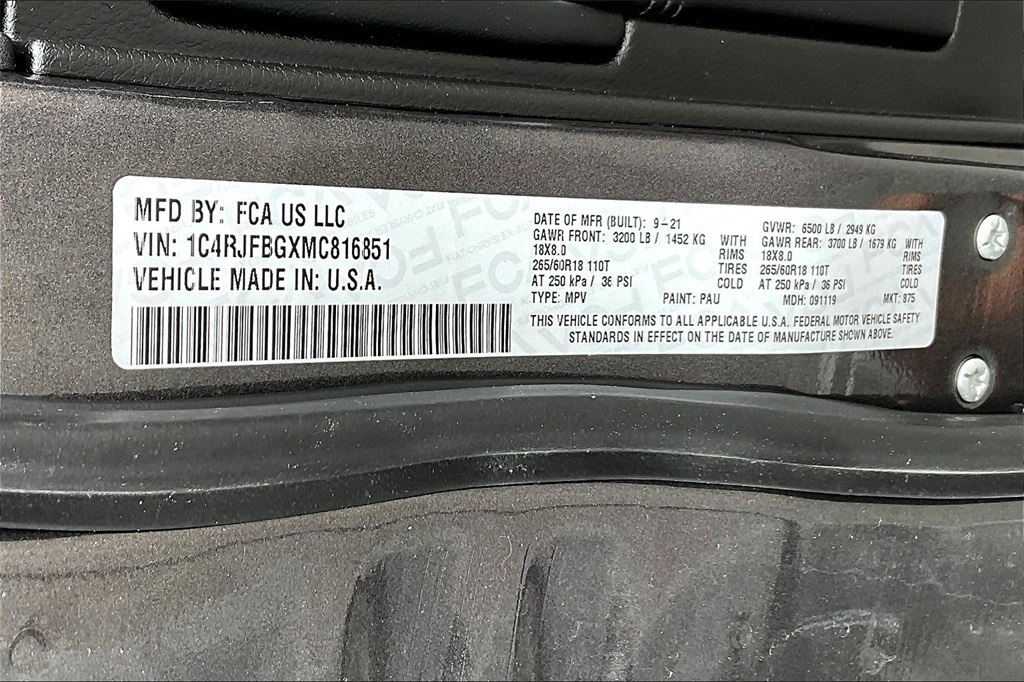 MFD BY: FCA US LLC
VIN: 1C4RJFBGXMC816851
VEHICLE MADE IN: U.S.A.
DATE OF MFR (BUILT): 9-21 GVWR: 6500 LB / 2949 KG
GAWR FRONT: 3200 LB / 1452 KG WITH GAWR REAR: 3700 LB / 1679 KG WITH
18X8.0 RIMS 18X8.0 RIMS
265/60R18 110T TIRES 265/60R18 110T TIRES
AT 250 kPa / 36 PSI COLD AT 250 kPa / 36 PSI COLD
TYPE: MPV PAINT: PAU MDH: 091119 MKT: 875
THIS VEHICLE CONFORMS TO ALL APPLICABLE U.S.A. FEDERAL MOTOR VEHICLE SAFETY
STANDARDS IN EFFECT ON THE DATE OF MANUFACTURE SHOWN ABOVE.